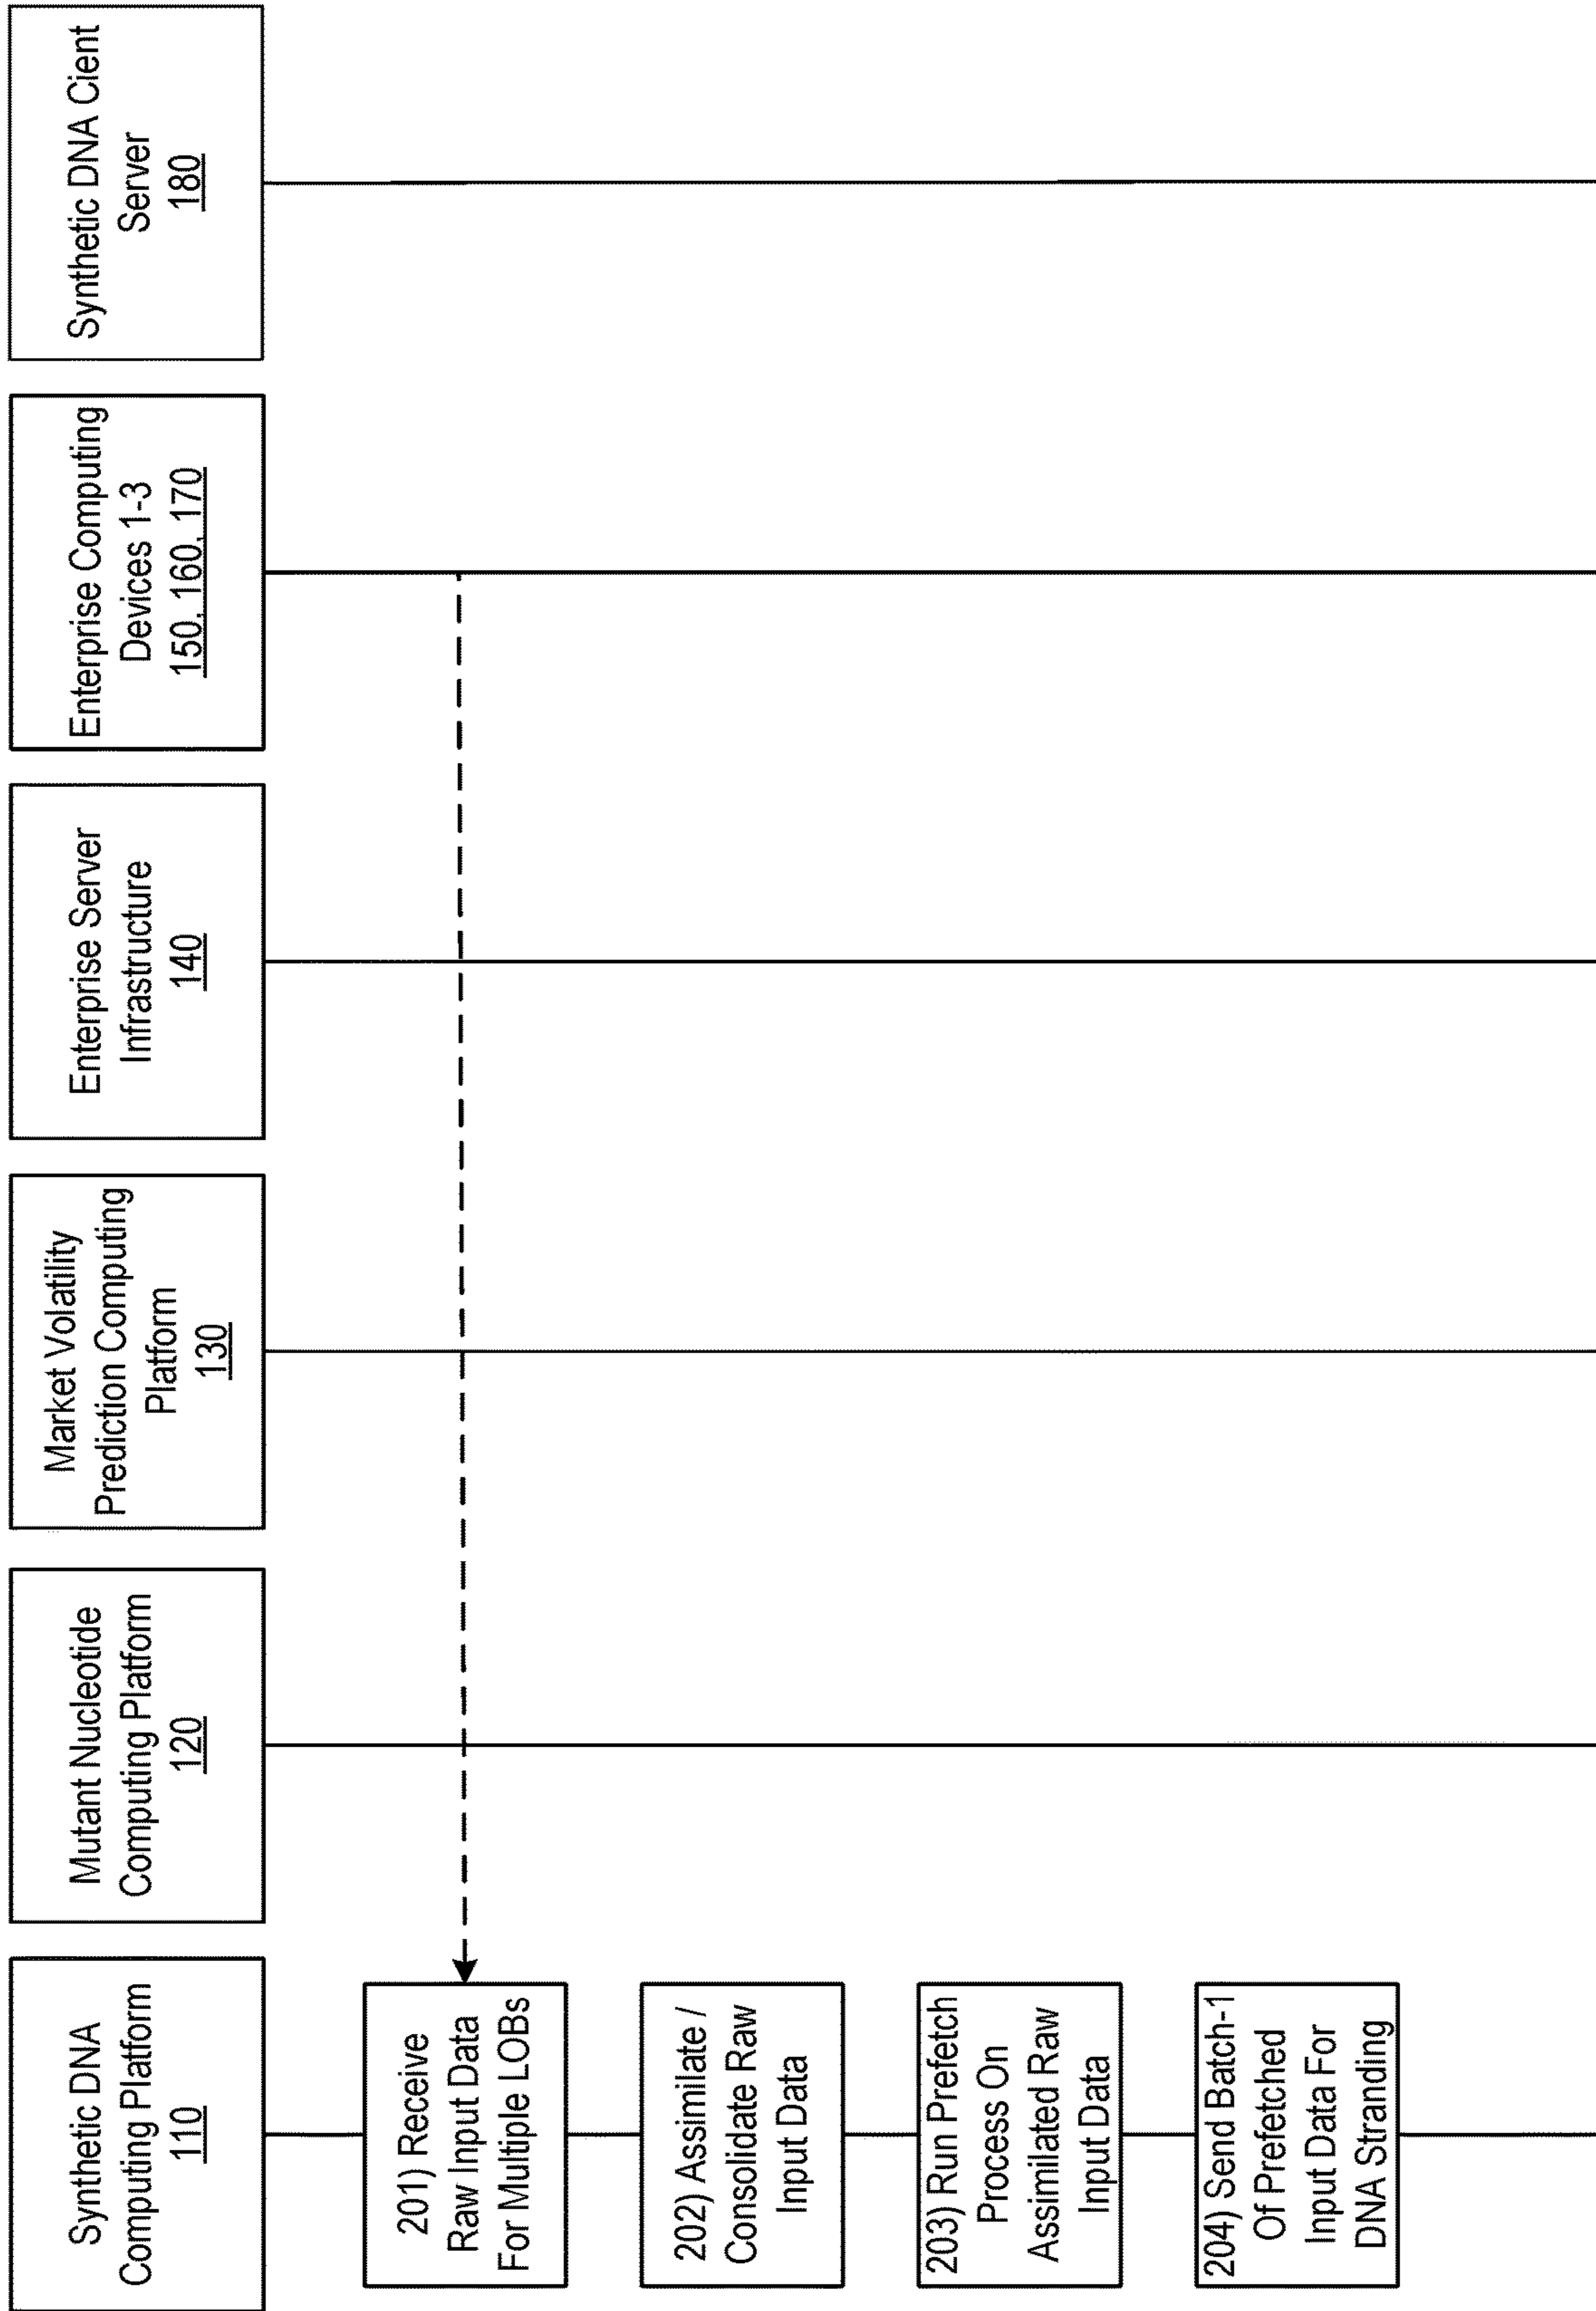 Synthetic DNA
Computing Platform
110
Mutant Nucleotide
Computing Platform
120
Market Volatility
Prediction Computing
Platform
130
Enterprise Server
Infrastructure
140
Enterprise Computing
Devices 1-3
150, 160, 170
Synthetic DNA Cient
Server
180
201) Receive
Raw Input Data
For Multiple LOBs
202) Assimilate /
Consolidate Raw
Input Data
203) Run Prefetch
Process On
Assimilated Raw
Input Data
204) Send Batch-1
Of Prefetched
Input Data For
DNA Stranding